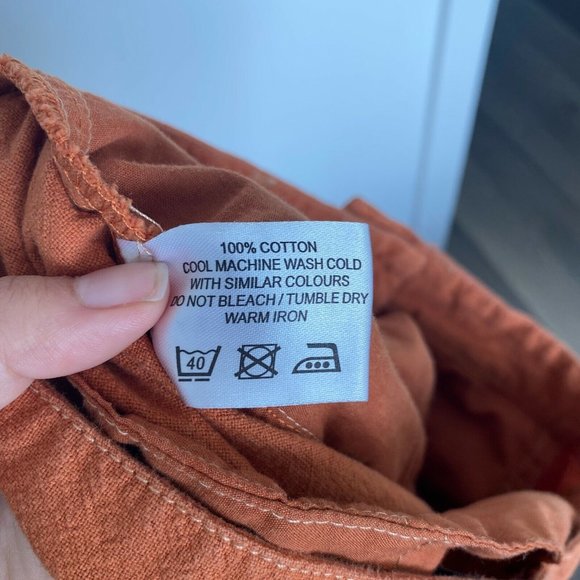 100% COTTON
COOL MACHINE WASH COLD
WITH SIMILAR COLOURS
DO NOT BLEACH / TUMBLE DRY
WARM IRON
40